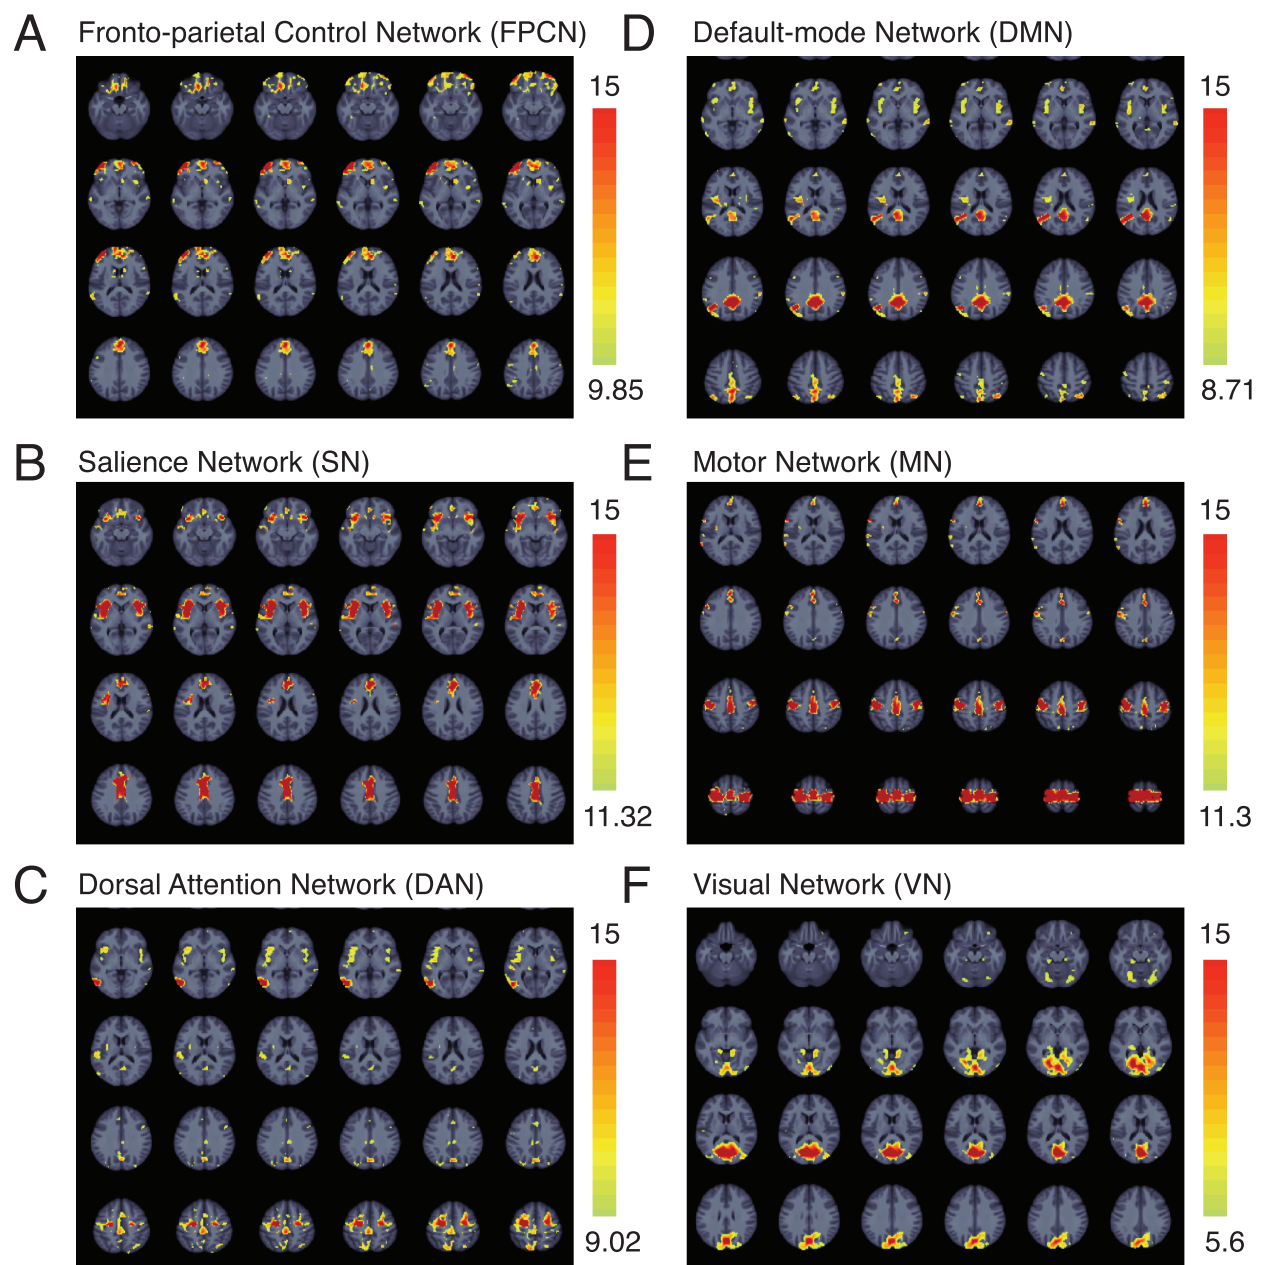 A Fronto-parietal Control Network (FPCN)
15
9.85
D Default-mode Network (DMN)
15
8.71
B Salience Network (SN)
15
11.32
E Motor Network (MN)
15
11.3
C Dorsal Attention Network (DAN)
15
9.02
F Visual Network (VN)
15
5.6